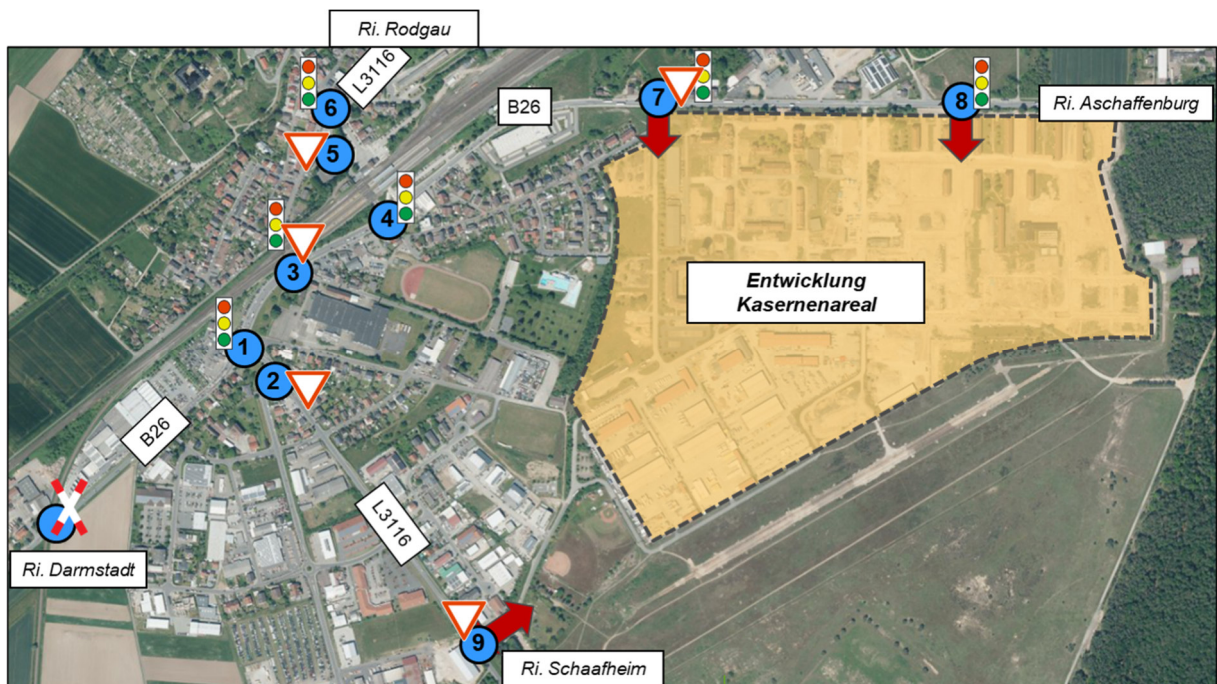 Ri. Rodgau
L3116
B26
7
8
Ri. Aschaffenburg
6
5
4
3
Entwicklung
Kasernenareal
1
2
B26
L3116
Ri. Darmstadt
9
Ri. Schaafheim